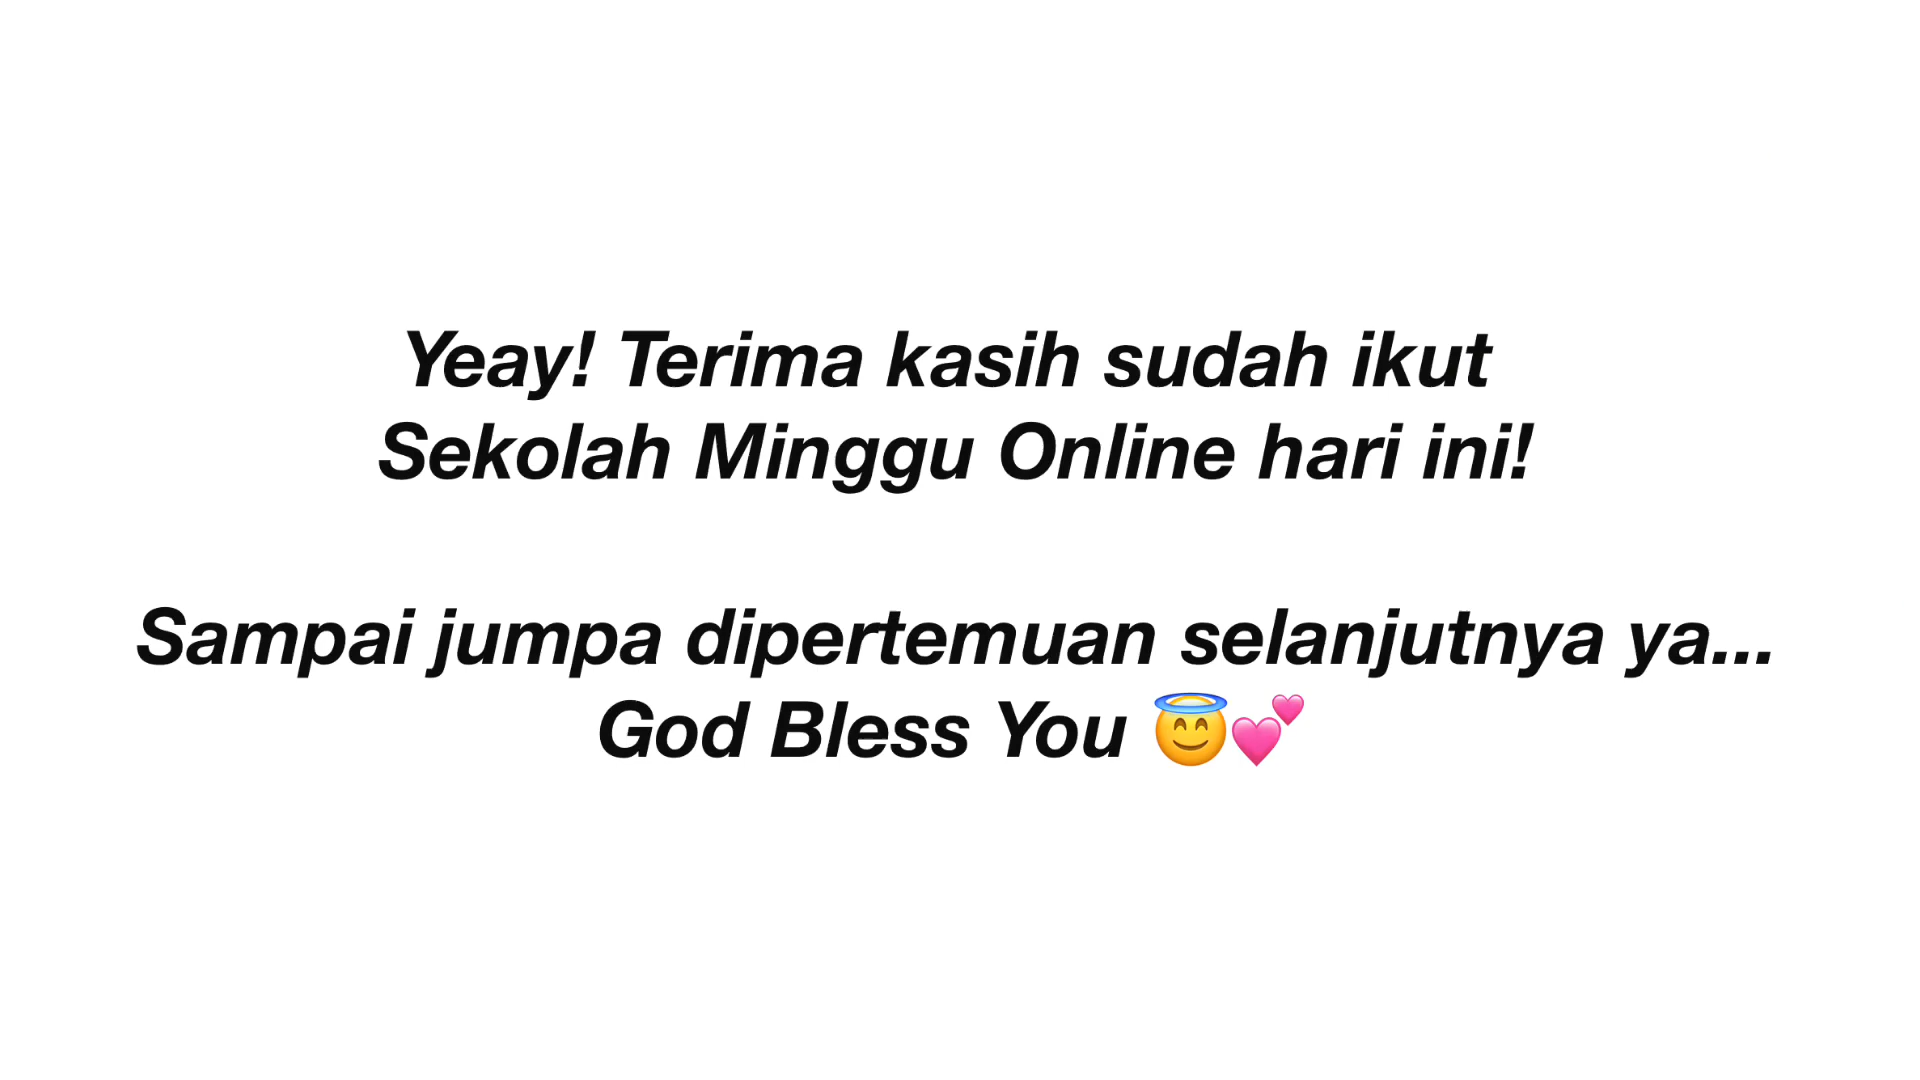 Yeay! Terima kasih sudah ikut
Sekolah Minggu Online hari ini!
Sampai jumpa dipertemuan selanjutnya ya...
God Bless You 😇💕